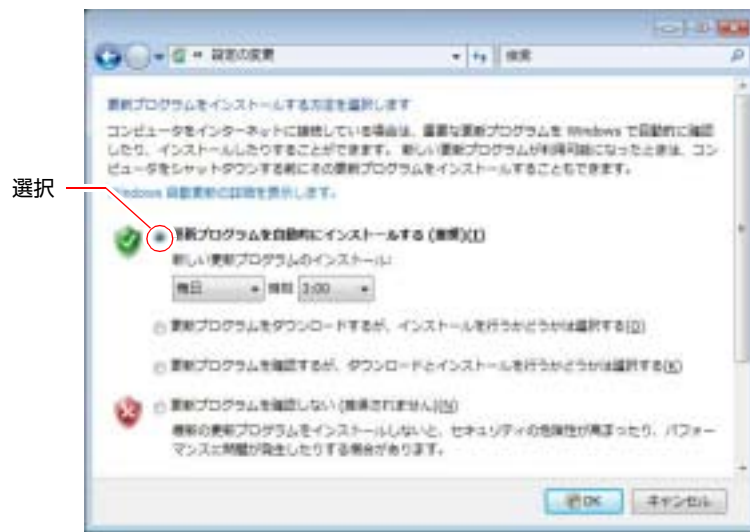 設定の変更
検索
更新プログラムをインストールする方法を選択します
コンピュータをインターネットに接続している場合は、重要な更新プログラムを Windows で自動的に確認
したり、インストールしたりすることができます。新しい更新プログラムが利用可能になったときは、コン
ピュータをシャットダウンする前にその更新プログラムをインストールすることもできます。
選択
Windows 自動更新の詳細を表示します。
更新プログラムを自動的にインストールする (推奨)(I)
新しい更新プログラムのインストール:
毎日 時刻 3:00
更新プログラムをダウンロードするが、インストールを行うかどうかは選択する(D)
更新プログラムを確認するが、ダウンロードとインストールを行うかどうかは選択する(K)
更新プログラムを確認しない (推奨されません)(N)
最新の更新プログラムをインストールしないと、セキュリティの危険性が高まったり、パフォー
マンスに問題が発生したりする場合があります。
OK キャンセル